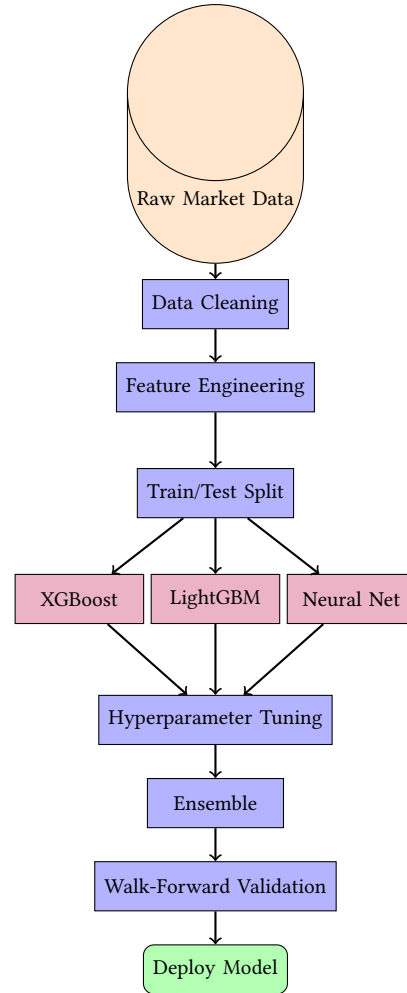 Raw Market Data
Data Cleaning
Feature Engineering
Train/Test Split
XGBoost
LightGBM
Neural Net
Hyperparameter Tuning
Ensemble
Walk-Forward Validation
Deploy Model